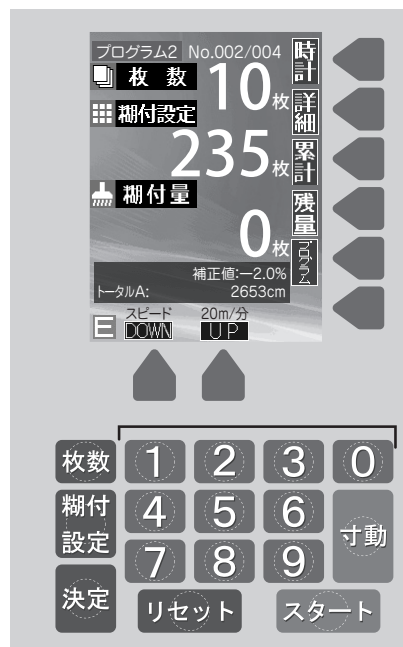 プログラム2 No.002/004
時計
枚数 10枚
詳細
糊付設定
235枚
累計
糊付量
残量
0枚
プログラム
補正値:−2.0%
トータルA: 2653cm
スピード 20m/分
E DOWN UP
枚数 1 2 3 0
糊付設定 4 5 6 寸動
7 8 9
決定 リセット スタート